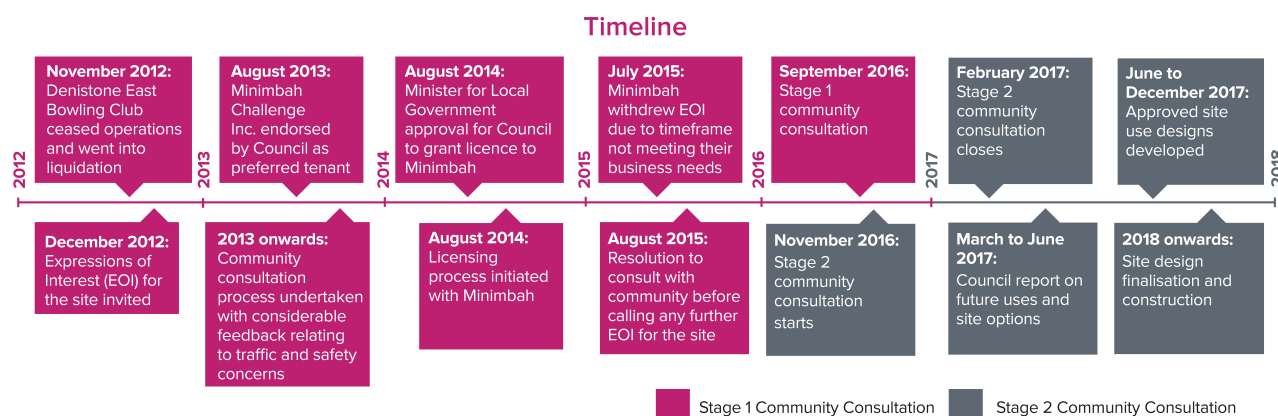 Timeline
November 2012:
Denistone East
Bowling Club
ceased operations
and went into
liquidation
August 2013:
Minimbah
Challenge
Inc. endorsed
by Council as
preferred tenant
August 2014:
Minister for Local
Government
approval for Council
to grant licence to
Minimbah
July 2015:
Minimbah
withdrew EOI
due to timeframe
not meeting their
business needs
September 2016:
Stage 1
community
consultation
February 2017:
Stage 2
community
consultation
closes
June to
December 2017:
Approved site
use designs
developed
2012
2013
2014
2015
2016
2017
2018
December 2012:
Expressions of
Interest (EOI) for
the site invited
2013 onwards:
Community
consultation
process undertaken
with considerable
feedback relating
to traffic and safety
concerns
August 2014:
Licensing
process initiated
with Minimbah
August 2015:
Resolution to
consult with
community before
calling any further
EOI for the site
November 2016:
Stage 2
community
consultation
starts
March to June
2017:
Council report on
future uses and
site options
2018 onwards:
Site design
finalisation and
construction
Stage 1 Community Consultation
Stage 2 Community Consultation